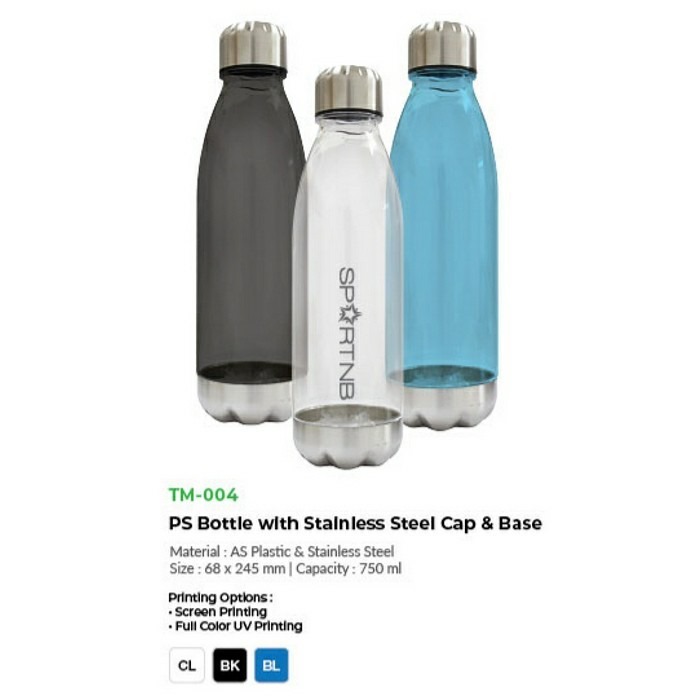 SPORTNB
TM-004
PS Bottle with Stainless Steel Cap & Base
Material : AS Plastic & Stainless Steel
Size : 68 x 245 mm | Capacity : 750 ml
Printing Options :
• Screen Printing
• Full Color UV Printing
CL BK BL